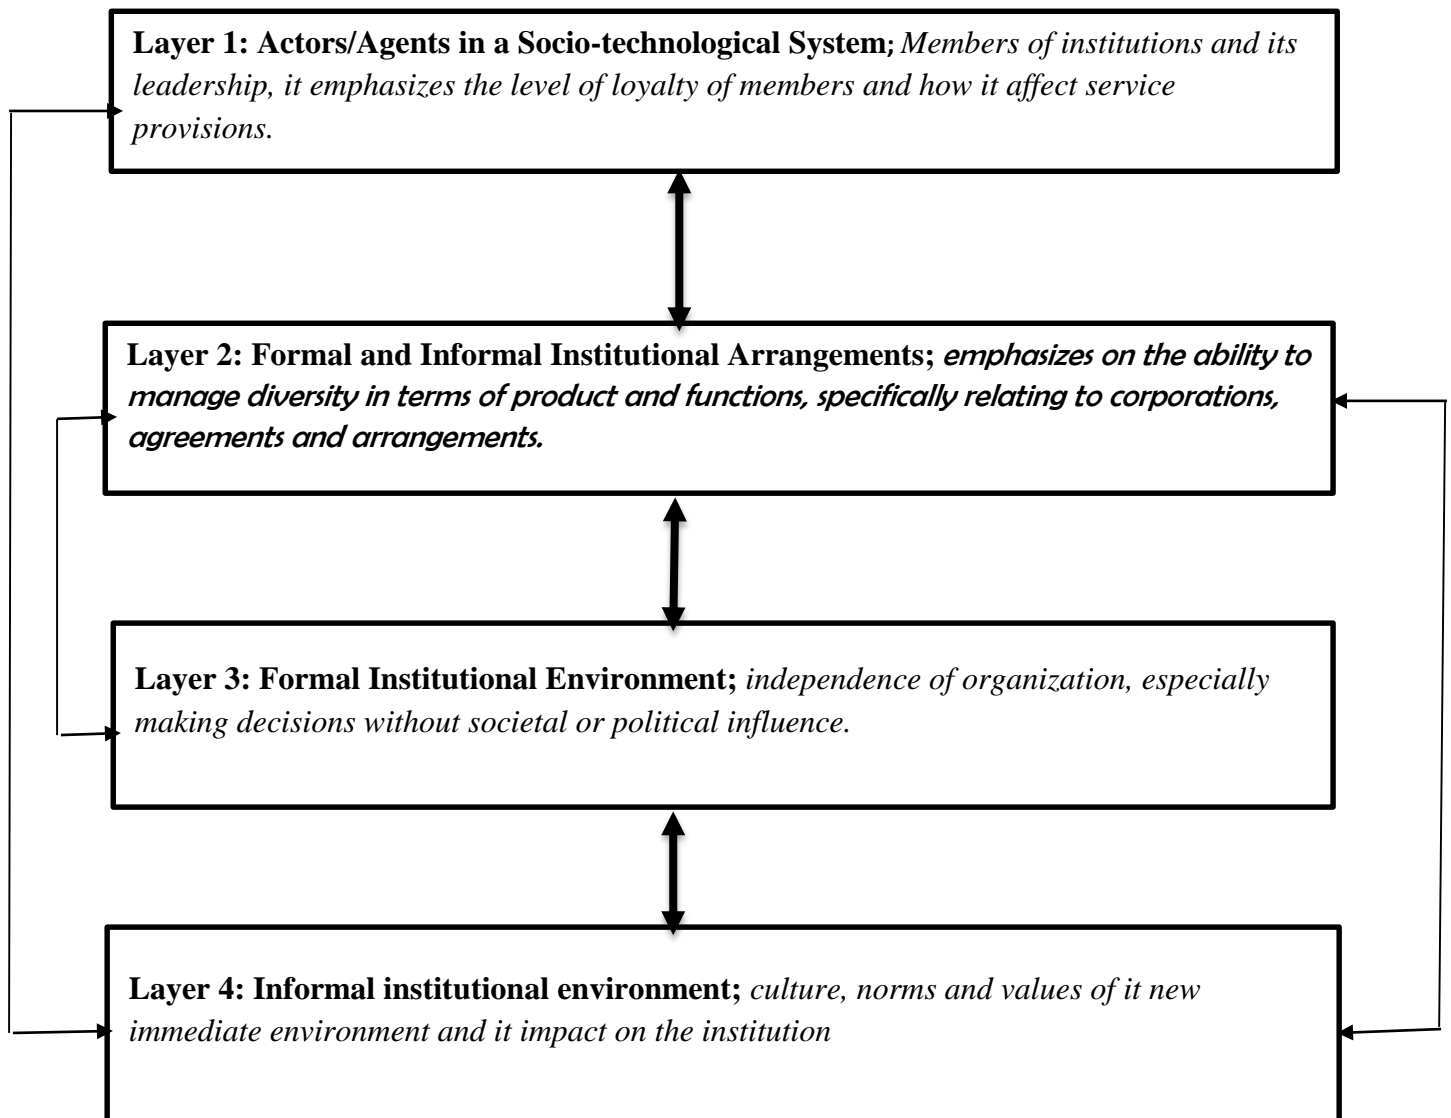 Layer 1: Actors/Agents in a Socio-technological System; Members of institutions and its
leadership, it emphasizes the level of loyalty of members and how it affect service
provisions.
Layer 2: Formal and Informal Institutional Arrangements; emphasizes on the ability to
manage diversity in terms of product and functions, specifically relating to corporations,
agreements and arrangements.
Layer 3: Formal Institutional Environment; independence of organization, especially
making decisions without societal or political influence.
Layer 4: Informal institutional environment; culture, norms and values of it new
immediate environment and it impact on the institution